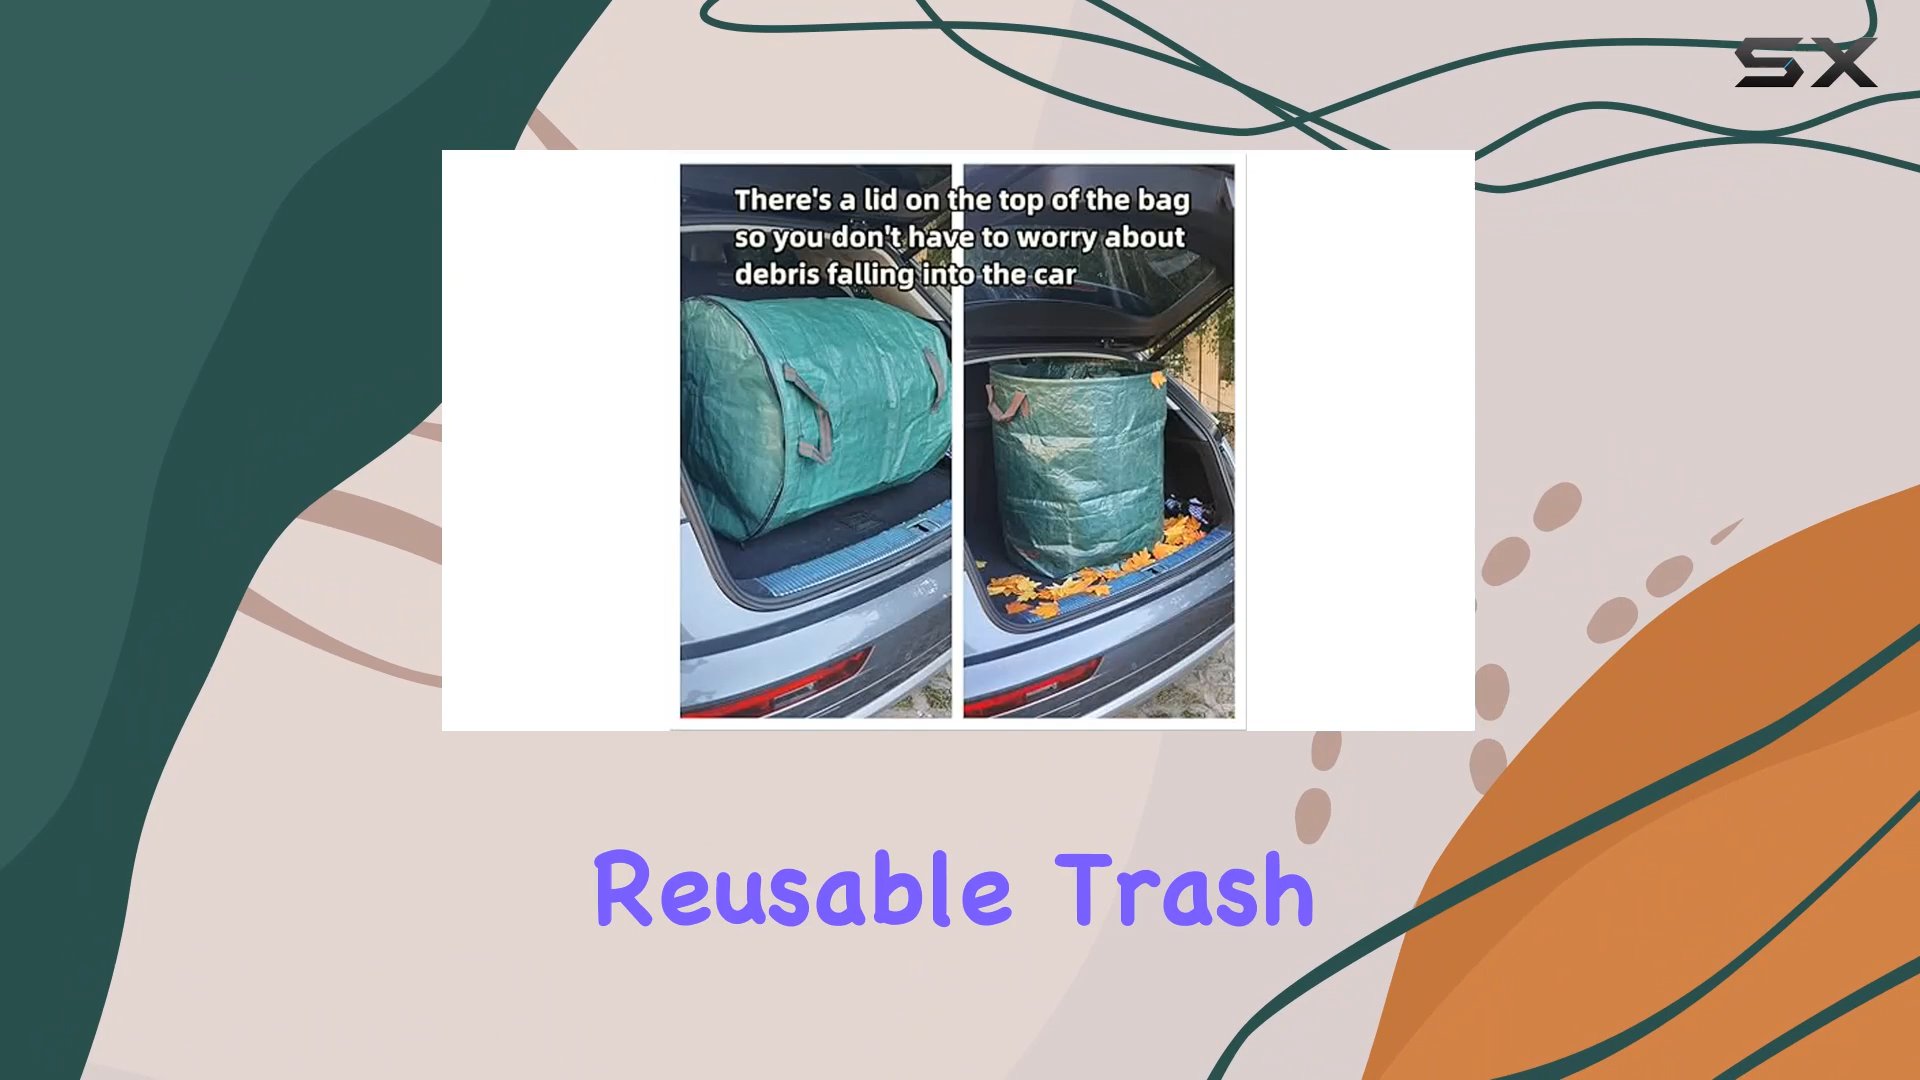 SX
There's a lid on the top of the bag
so you don't have to worry about
debris falling into the car
Reusable Trash